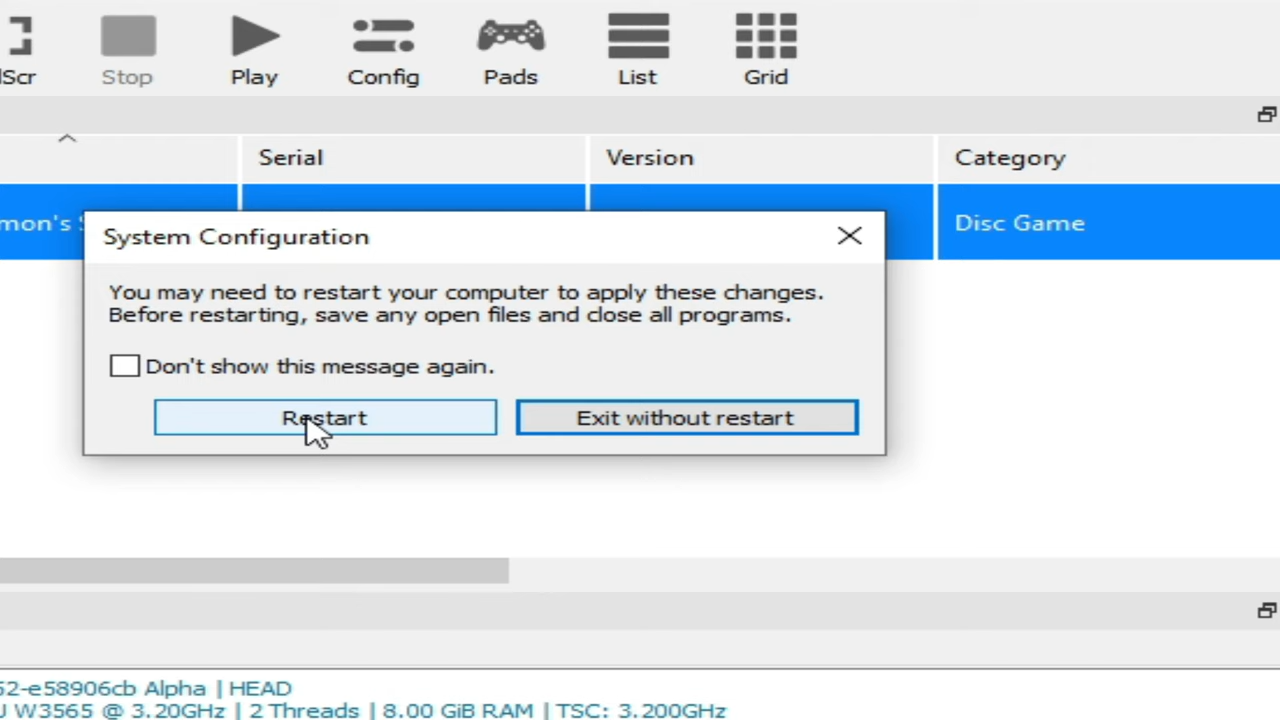 Scr
Stop
Play
Config
Pads
List
Grid
Serial
Version
Category
mon's
Disc Game
System Configuration
You may need to restart your computer to apply these changes.
Before restarting, save any open files and close all programs.
Don't show this message again.
Restart
Exit without restart
52-e58906cb Alpha | HEAD
W3565 @ 3.20GHz | 2 Threads | 8.00 GiB RAM | TSC: 3.200GHz